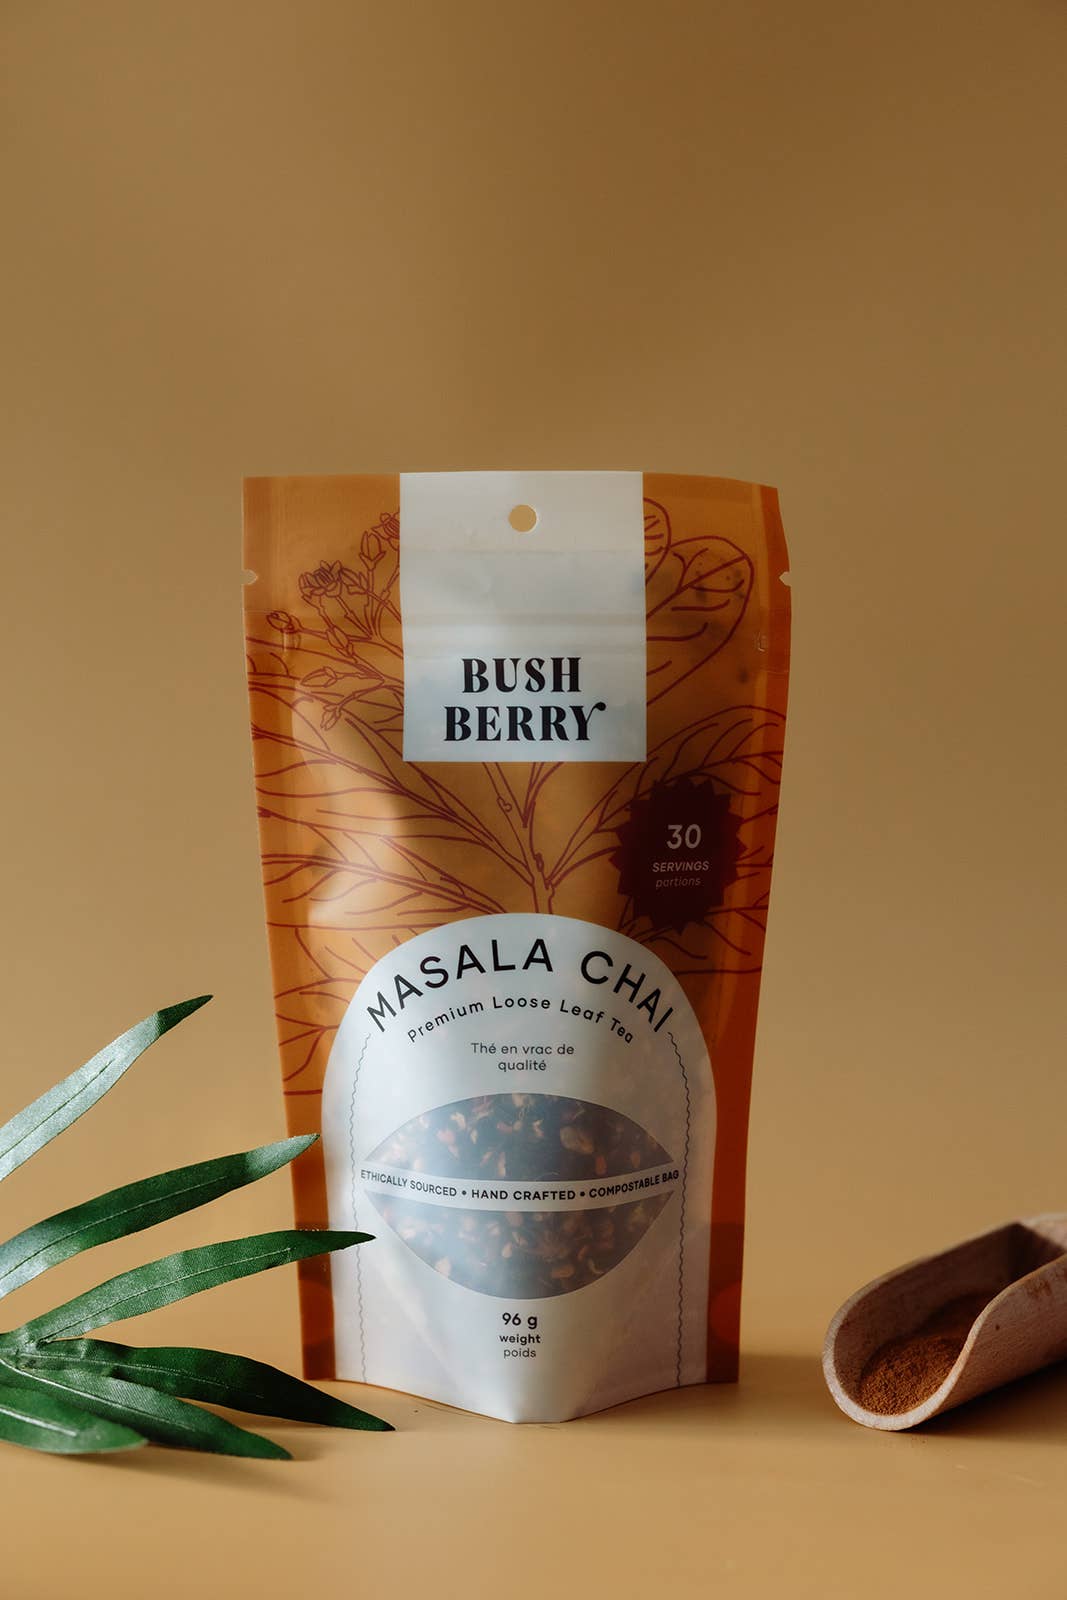 BUSH
BERRY
30
SERVINGS
portions
MASALA CHAI
Premium Loose Leaf Tea
Thé en vrac de
qualité
ETHICALLY SOURCED • HAND CRAFTED • COMPOSTABLE BAG
96 g
weight
poids